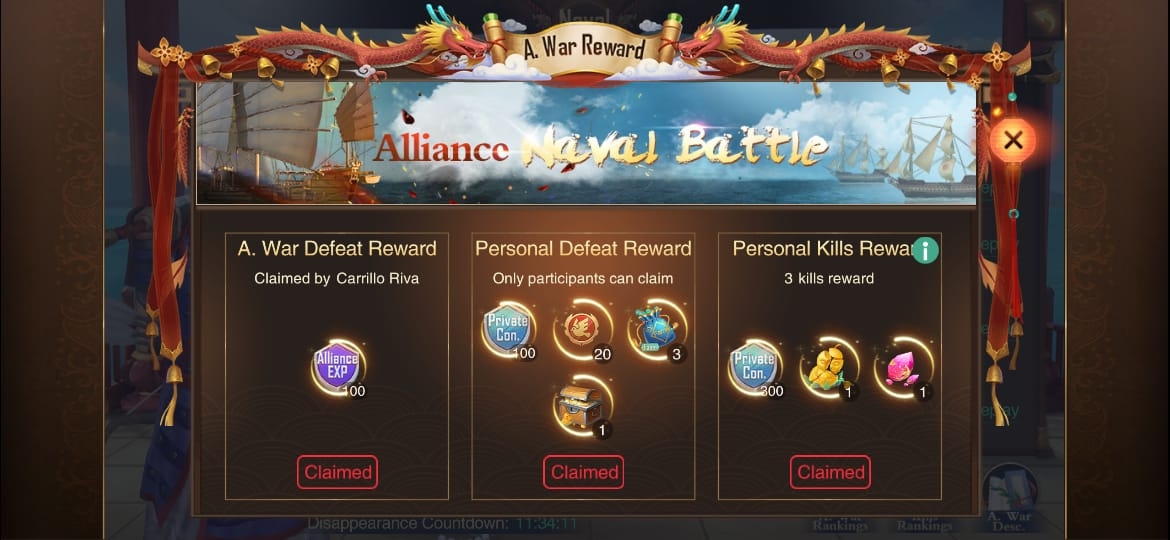 Naval
A. War Reward
Alliance Naval Battle
A. War Defeat Reward
Claimed by Carrillo Riva
Alliance
EXP
100
Claimed
Personal Defeat Reward
Only participants can claim
Private
Con.
100
20
3
1
Claimed
Personal Kills Rewar
3 kills reward
Private
Con.
300
1
1
Claimed
Disappearance Countdown: 11:34:11
Rankings
Rankings
A. War
Desc.